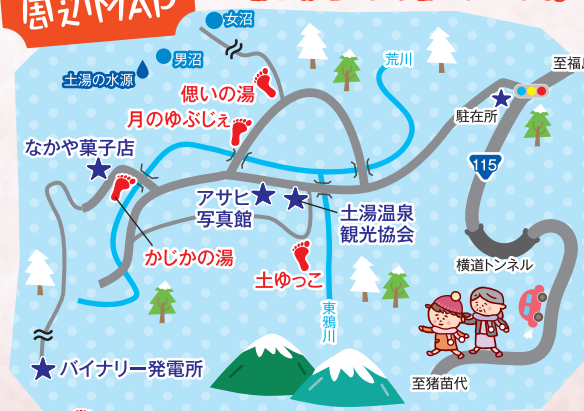 周辺MAP
女沼
男沼
土湯の水源
荒川
至福島
偲いの湯
駐在所
月のゆぶじぇ
なかや菓子店
115
アサヒ
写真館
土湯温泉
観光協会
かじかの湯
横道トンネル
土ゆっこ
東鴉川
バイナリー発電所
至猪苗代